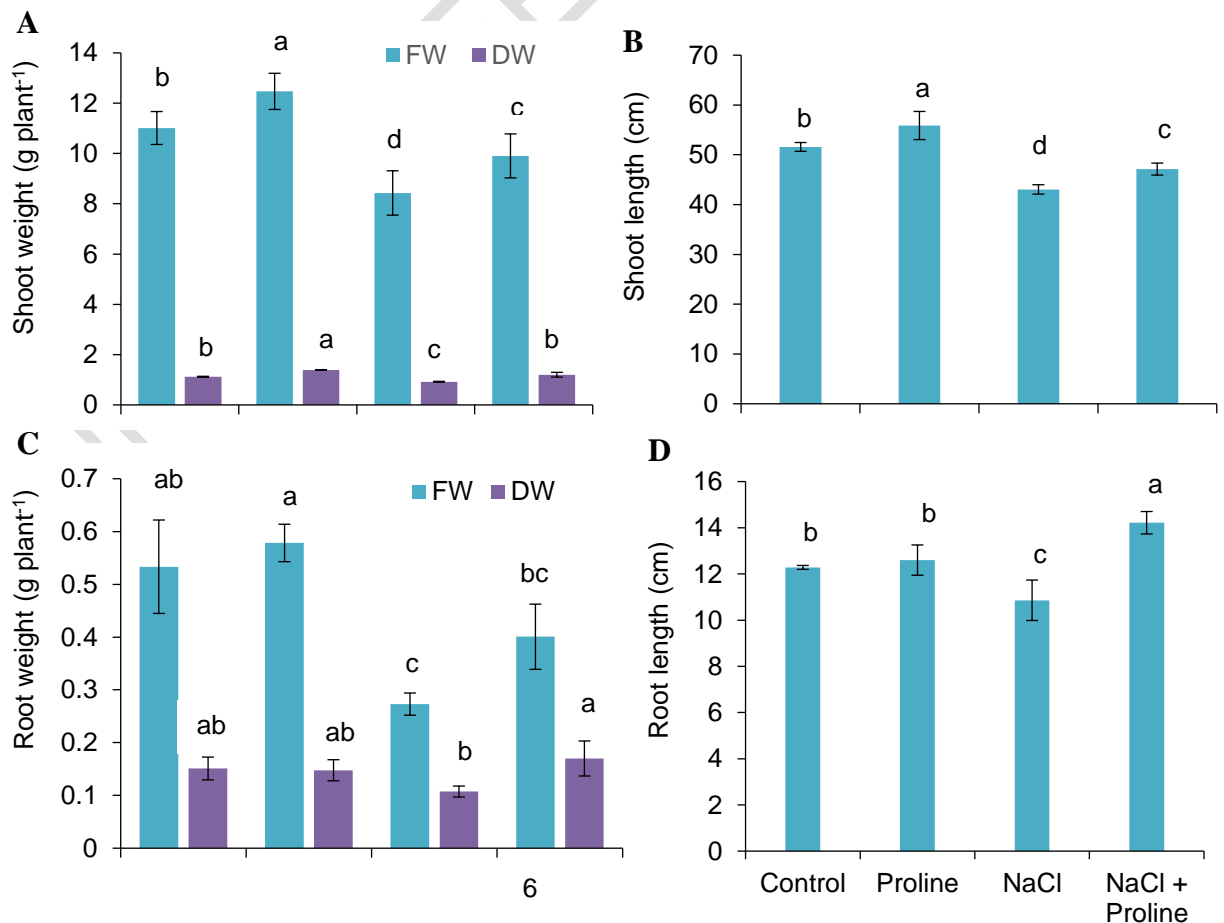 A
Shoot weight (g plant⁻¹)
14
12
10
8
6
4
2
0
FW DW
b
a
d
c
b
a
c
b
B
Shoot length (cm)
70
60
50
40
30
20
10
0
b
a
d
c
C
Root weight (g plant⁻¹)
0.7
0.6
0.5
0.4
0.3
0.2
0.1
0
FW DW
ab
a
c
bc
ab
ab
b
a
6
D
Root length (cm)
16
14
12
10
8
6
4
2
0
b
b
c
a
Control Proline NaCl NaCl +
Proline